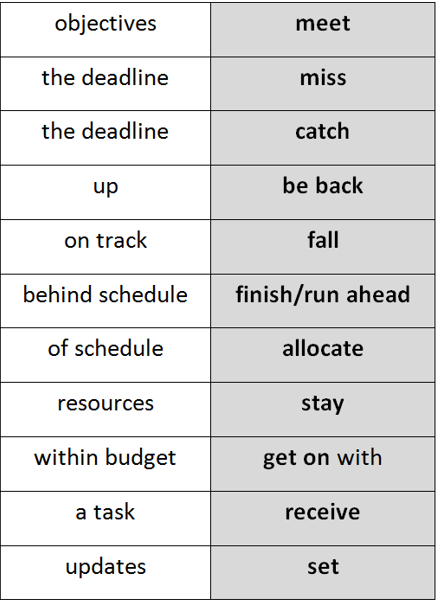 objectives meet
the deadline miss
the deadline catch
up be back
on track fall
behind schedule finish/run ahead
of schedule allocate
resources stay
within budget get on with
a task receive
updates set